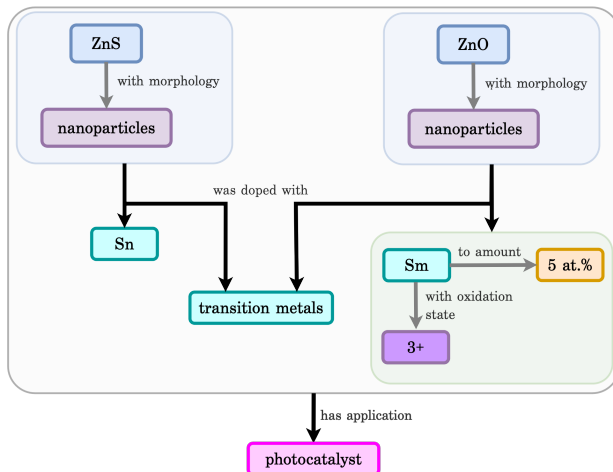 ZnS
ZnO
with morphology
with morphology
nanoparticles
nanoparticles
was doped with
Sn
transition metals
Sm
to amount
5 at.%
with oxidation
state
3+
has application
photocatalyst